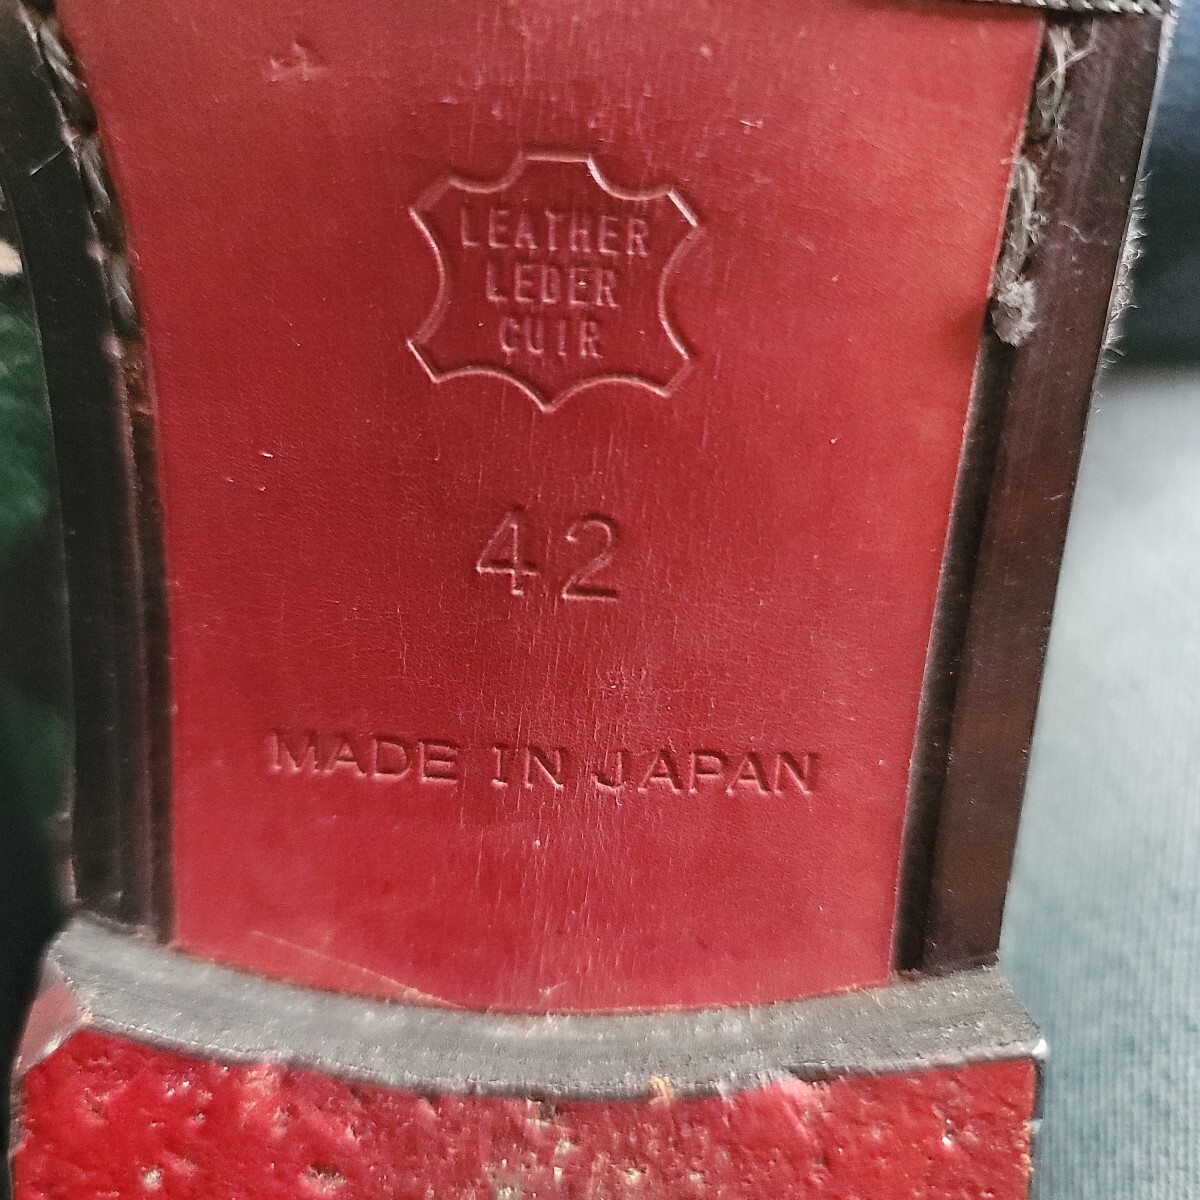 LEATHER
LEDER
CUIR
42
MADE IN JAPAN